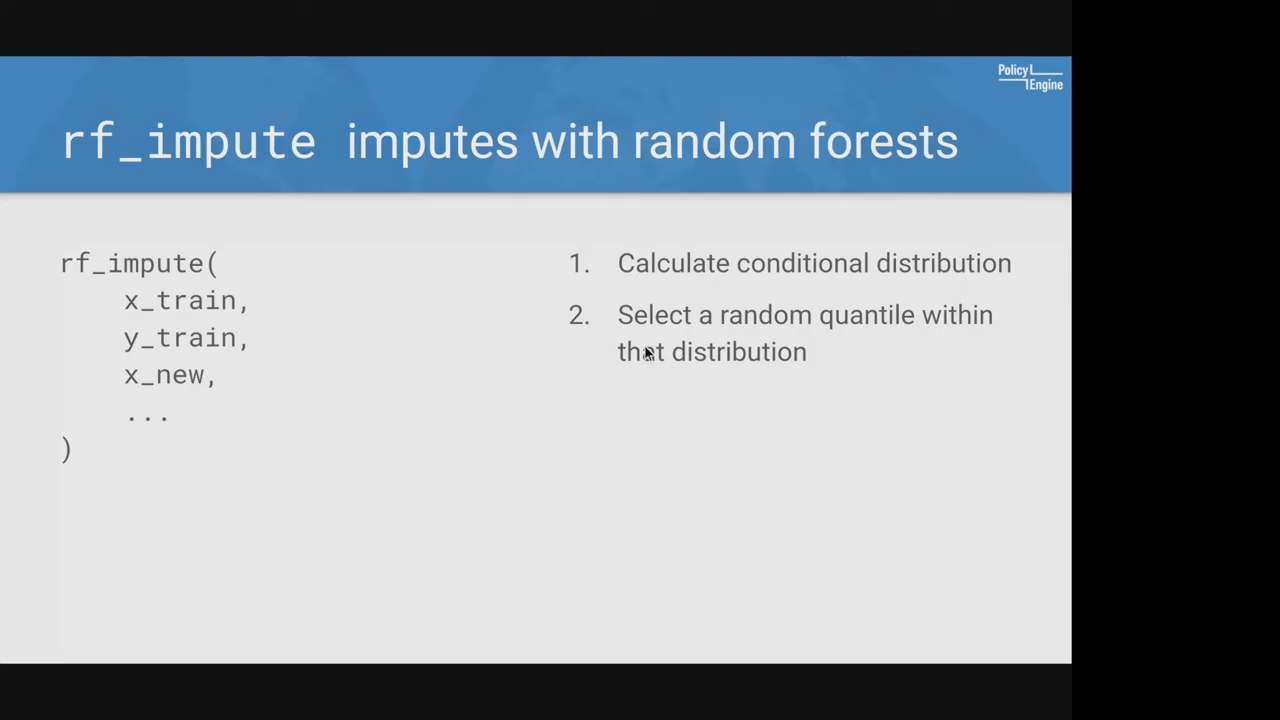 Policy
Engine
rf_impute imputes with random forests
rf_impute(
x_train,
y_train,
x_new,
...
)
1. Calculate conditional distribution
2. Select a random quantile within
that distribution